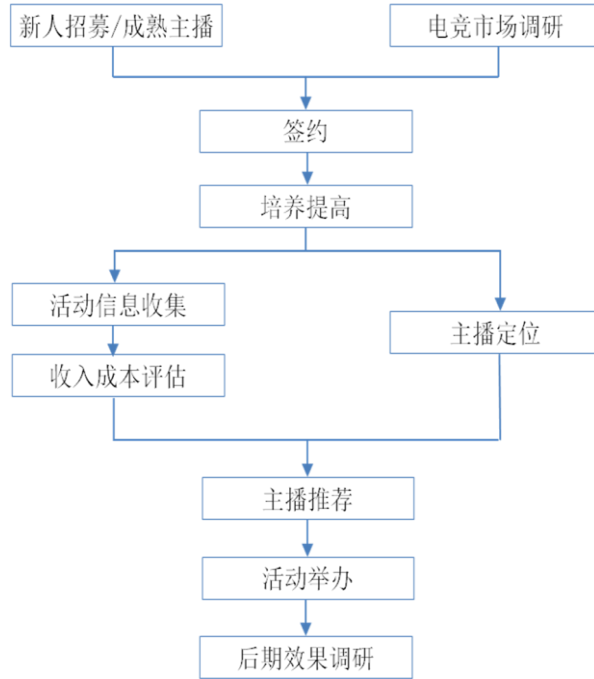 新人招募/成熟主播
电竞市场调研
签约
培养提高
活动信息收集
主播定位
收入成本评估
主播推荐
活动举办
后期效果调研